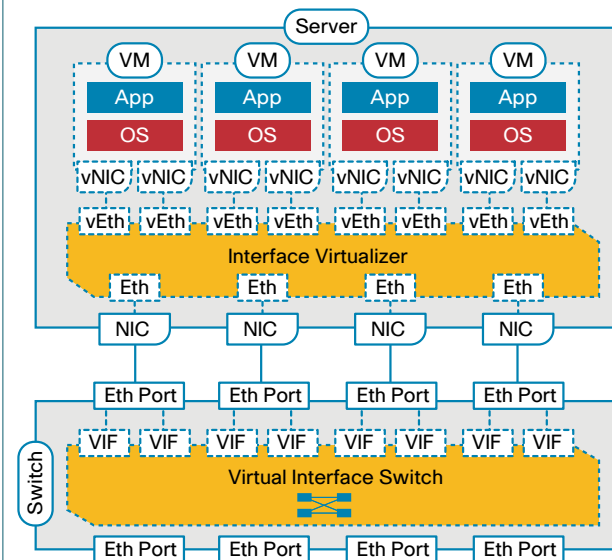 Server
VM VM VM VM
App App App App
OS OS OS OS
vNIC vNIC vNIC vNIC vNIC vNIC vNIC vNIC
vEth vEth vEth vEth vEth vEth vEth vEth
Interface Virtualizer
Eth Eth Eth Eth
NIC NIC NIC NIC
Eth Port Eth Port Eth Port Eth Port
VIF VIF VIF VIF VIF VIF VIF VIF
Switch
Virtual Interface Switch
Eth Port Eth Port Eth Port Eth Port